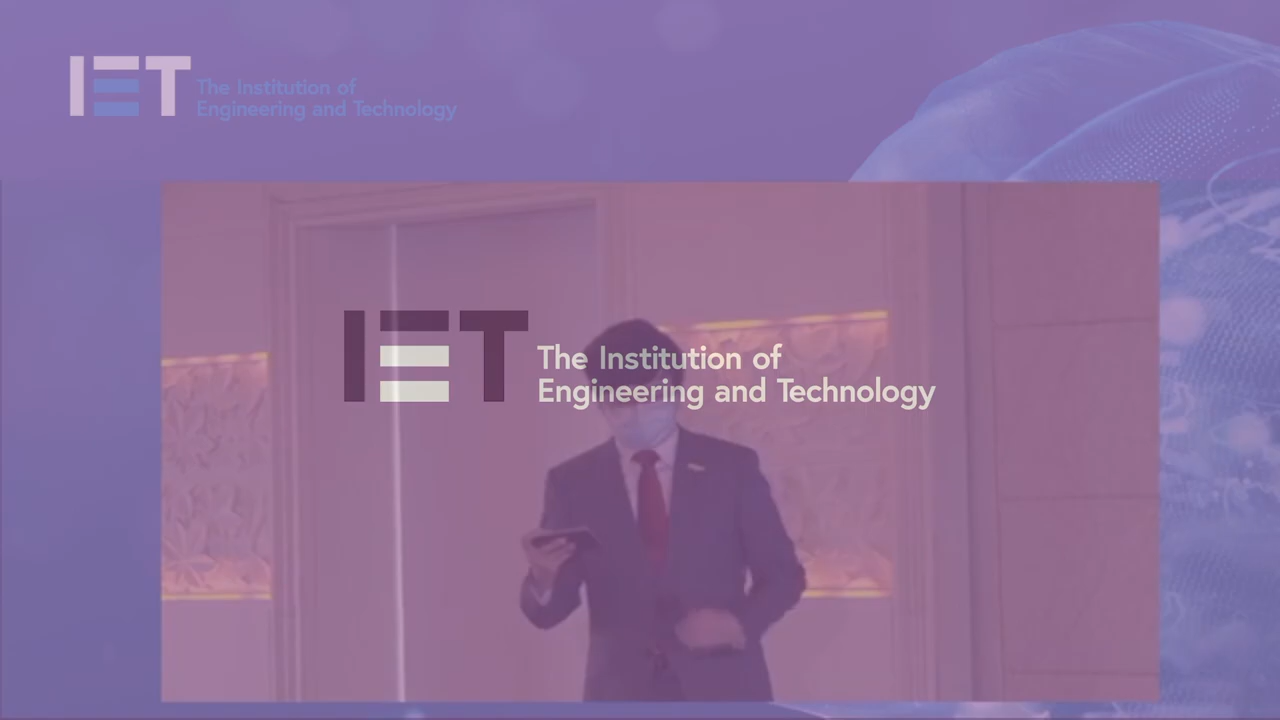 IET
The Institution of
Engineering and Technology
IET
The Institution of
Engineering and Technology